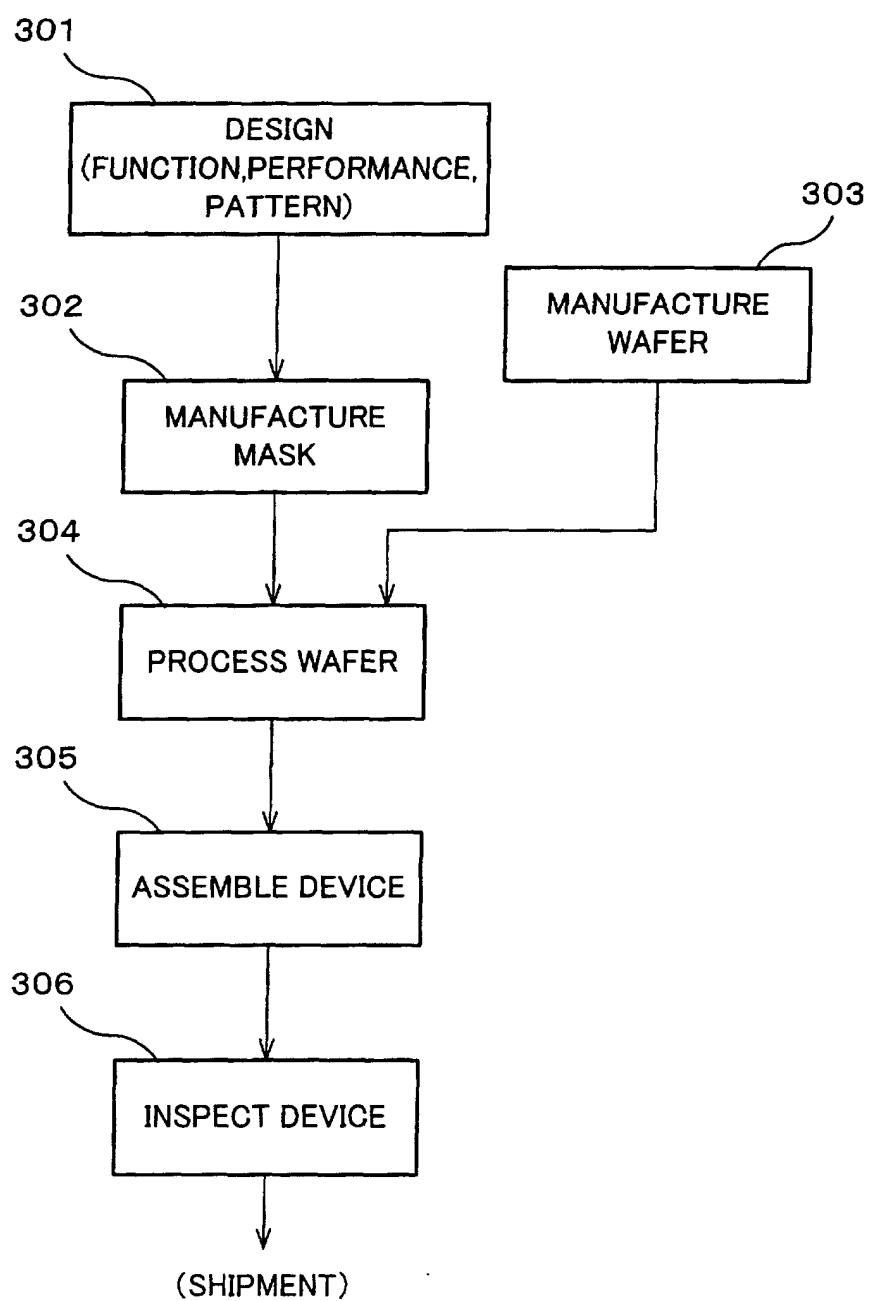 301
DESIGN
(FUNCTION,PERFORMANCE,
PATTERN)
303
MANUFACTURE
WAFER
302
MANUFACTURE
MASK
304
PROCESS WAFER
305
ASSEMBLE DEVICE
306
INSPECT DEVICE
(SHIPMENT)